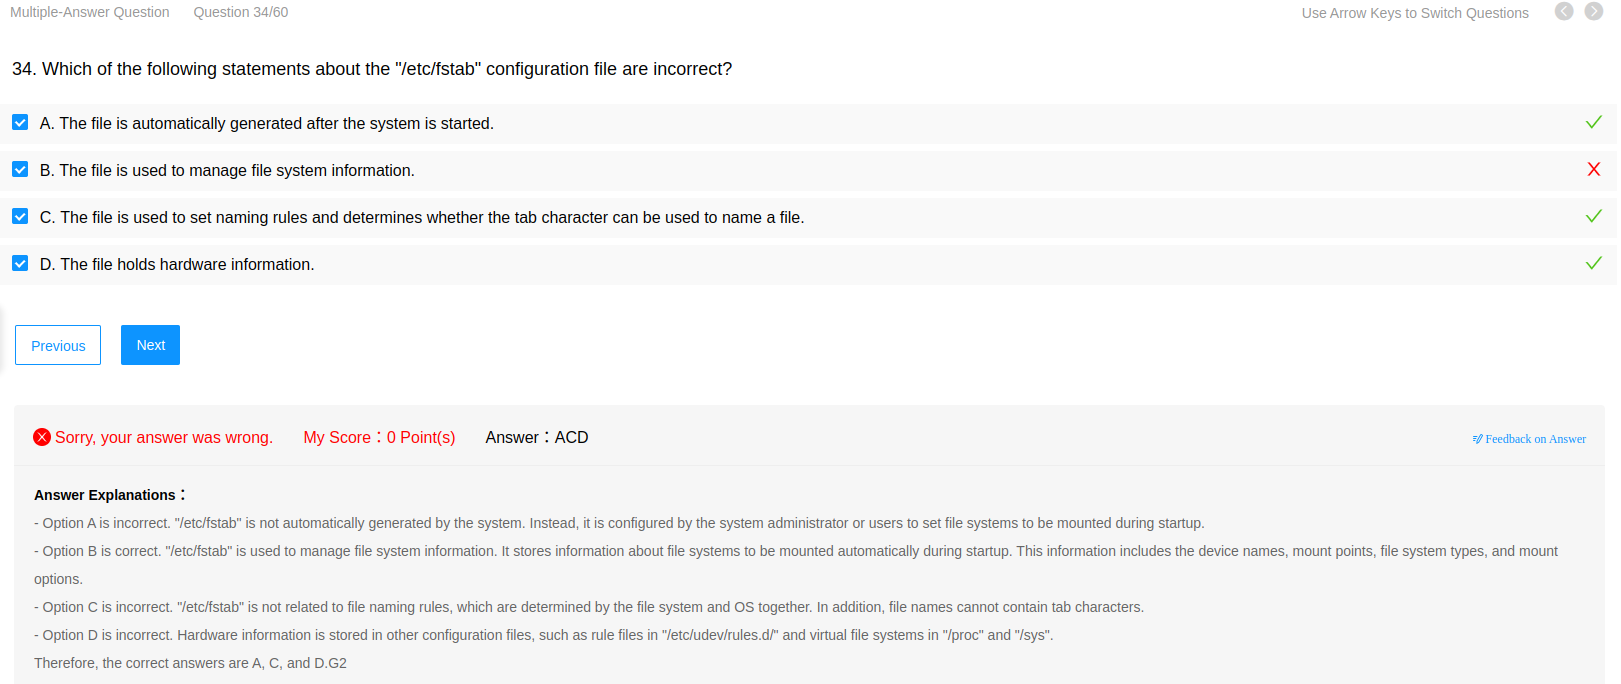 Multiple-Answer Question Question 34/60 Use Arrow Keys to Switch Questions
34. Which of the following statements about the "/etc/fstab" configuration file are incorrect?
A. The file is automatically generated after the system is started.
B. The file is used to manage file system information.
C. The file is used to set naming rules and determines whether the tab character can be used to name a file.
D. The file holds hardware information.
Previous Next
Sorry, your answer was wrong. My Score：0 Point(s) Answer：ACD Feedback on Answer
Answer Explanations：
- Option A is incorrect. "/etc/fstab" is not automatically generated by the system. Instead, it is configured by the system administrator or users to set file systems to be mounted during startup.
- Option B is correct. "/etc/fstab" is used to manage file system information. It stores information about file systems to be mounted automatically during startup. This information includes the device names, mount points, file system types, and mount
options.
- Option C is incorrect. "/etc/fstab" is not related to file naming rules, which are determined by the file system and OS together. In addition, file names cannot contain tab characters.
- Option D is incorrect. Hardware information is stored in other configuration files, such as rule files in "/etc/udev/rules.d/" and virtual file systems in "/proc" and "/sys".
Therefore, the correct answers are A, C, and D.G2